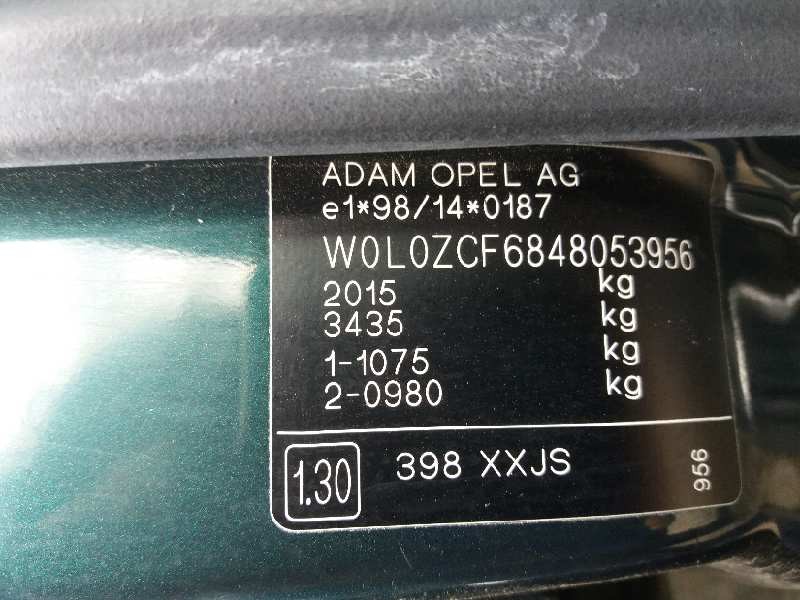 ADAM OPEL AG
e1*98/14*0187
W0L0ZCF6848053956
2015 kg
3435 kg
1-1075 kg
2-0980 kg
1.30 398 XXJS 956